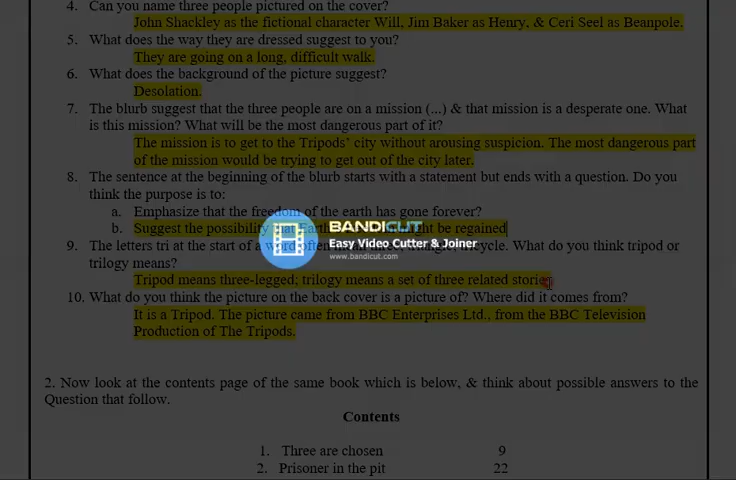 4. Can you name three people pictured on the cover?
John Shackley as the fictional character Will, Jim Baker as Henry, & Ceri Seel as Beanpole.
5. What does the way they are dressed suggest to you?
They are going on a long, difficult walk.
6. What does the background of the picture suggest?
Desolation.
7. The blurb suggest that the three people are on a mission (...) & that mission is a desperate one. What
is this mission? What will be the most dangerous part of it?
The mission is to get to the Tripods' city without arousing suspicion. The most dangerous part
of the mission would be trying to get out of the city later.
8. The sentence at the beginning of the blurb starts with a statement but ends with a question. Do you
think the purpose is to:
a. Emphasize that the freedom of the earth has gone forever?
b. Suggest the possibility that be regained
BANDICUT
Easy Video Cutter & Joiner
www.bandicut.com
9. The letters tri at the start of a tricycle. What do you think tripod or
trilogy means?
Tripod means three-legged; trilogy means a set of three related stories
10. What do you think the picture on the back cover is a picture of? Where did it comes from?
It is a Tripod. The picture came from BBC Enterprises Ltd., from the BBC Television
Production of The Tripods.
2. Now look at the contents page of the same book which is below, & think about possible answers to the
Question that follow.
Contents
1. Three are chosen 9
2. Prisoner in the pit 22